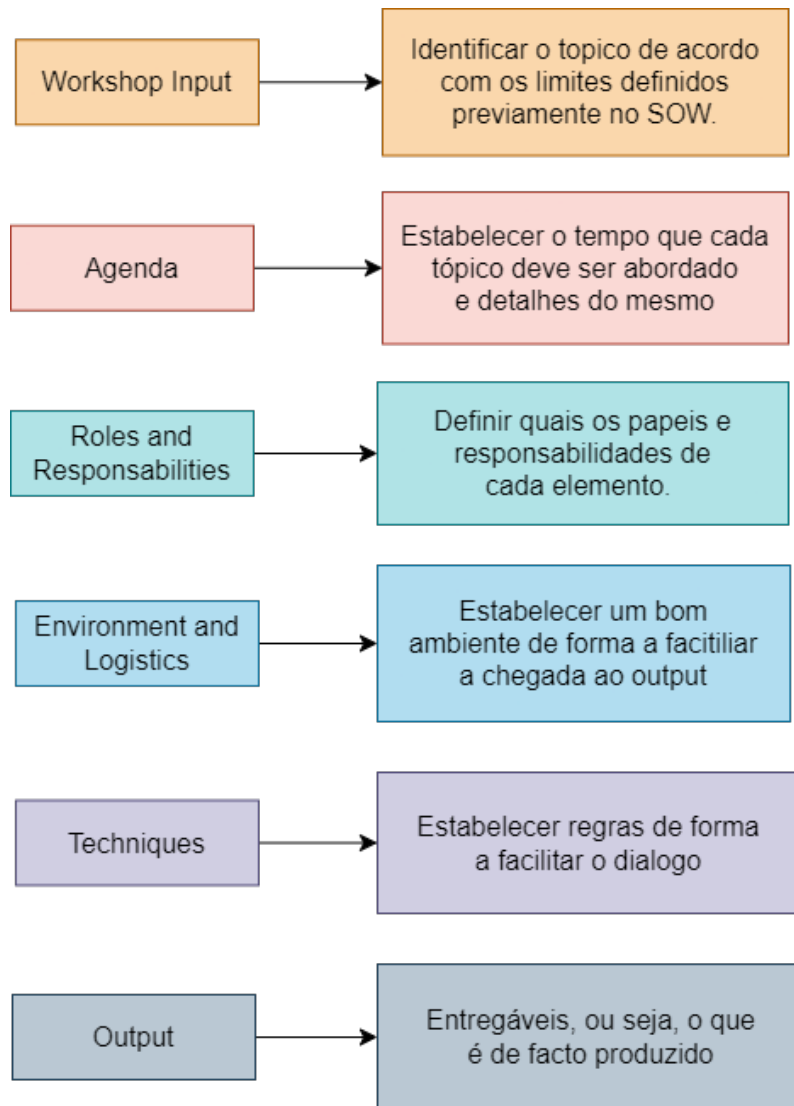 Workshop Input
Identificar o topico de acordo
com os limites definidos
previamente no SOW.
Agenda
Estabelecer o tempo que cada
tópico deve ser abordado
e detalhes do mesmo
Roles and
Responsabilities
Definir quais os papeis e
responsabilidades de
cada elemento.
Environment and
Logistics
Estabelecer um bom
ambiente de forma a facitiliar
a chegada ao output
Techniques
Estabelecer regras de forma
a facilitar o dialogo
Output
Entregáveis, ou seja, o que
é de facto produzido